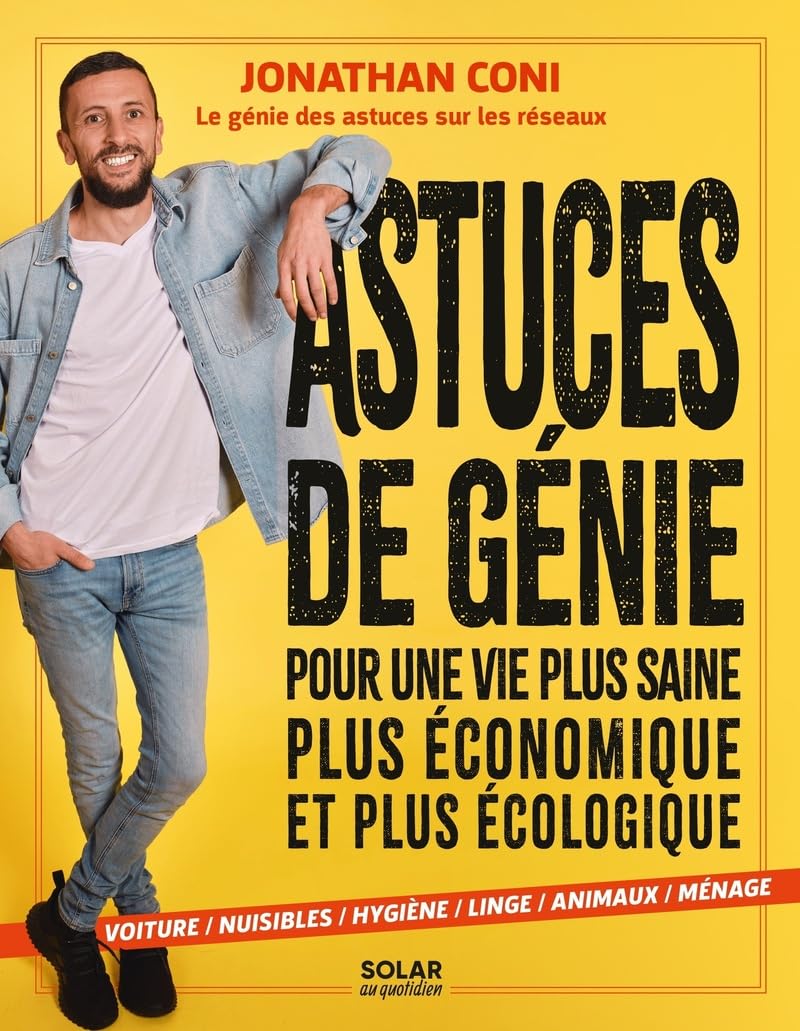 JONATHAN CONI
Le génie des astuces sur les réseaux
ASTUCES
DE GÉNIE
POUR UNE VIE PLUS SAINE
PLUS ÉCONOMIQUE
ET PLUS ÉCOLOGIQUE
VOITURE / NUISIBLES / HYGIÈNE / LINGE / ANIMAUX / MÉNAGE
SOLAR
au quotidien